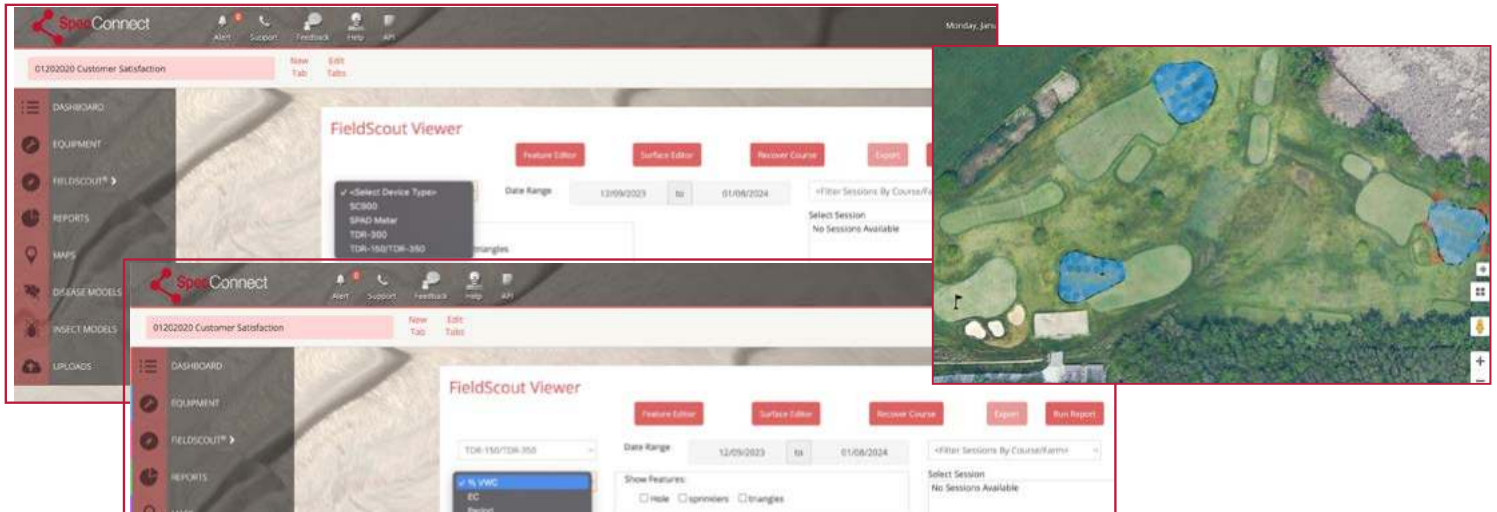 SpecConnect
Alert
Support
Feedback
Help
API
Monday, Janu
01202020 Customer Satisfaction
New Tab
Edit Tabs
DASHBOARD
EQUIPMENT
FIELDSCOUT®
REPORTS
MAPS
DISEASE MODELS
INSECT MODELS
UPLOADS
FieldScout Viewer
Feature Editor
Surface Editor
Recover Course
Export
<Select Device Type>
SC900
SPAD Meter
TDR-300
TDR-150/TDR-350
Date Range
12/09/2023
to
01/08/2024
<Filter Sessions By Course/Fa
Select Session
No Sessions Available
triangles
SpecConnect
Alert
0
Support
Feedback
Help
API
01202020 Customer Satisfaction
New Tab
Edit Tabs
DASHBOARD
EQUIPMENT
FIELDSCOUT®
REPORTS
FieldScout Viewer
Feature Editor
Surface Editor
Recover Course
Export
Run Report
TDR-150/TDR-350
Date Range
12/09/2023
to
01/08/2024
<Filter Sessions By Course/Farm>
% VWC
EC
Period
Show Features:
Hole
sprinklers
triangles
Select Session
No Sessions Available